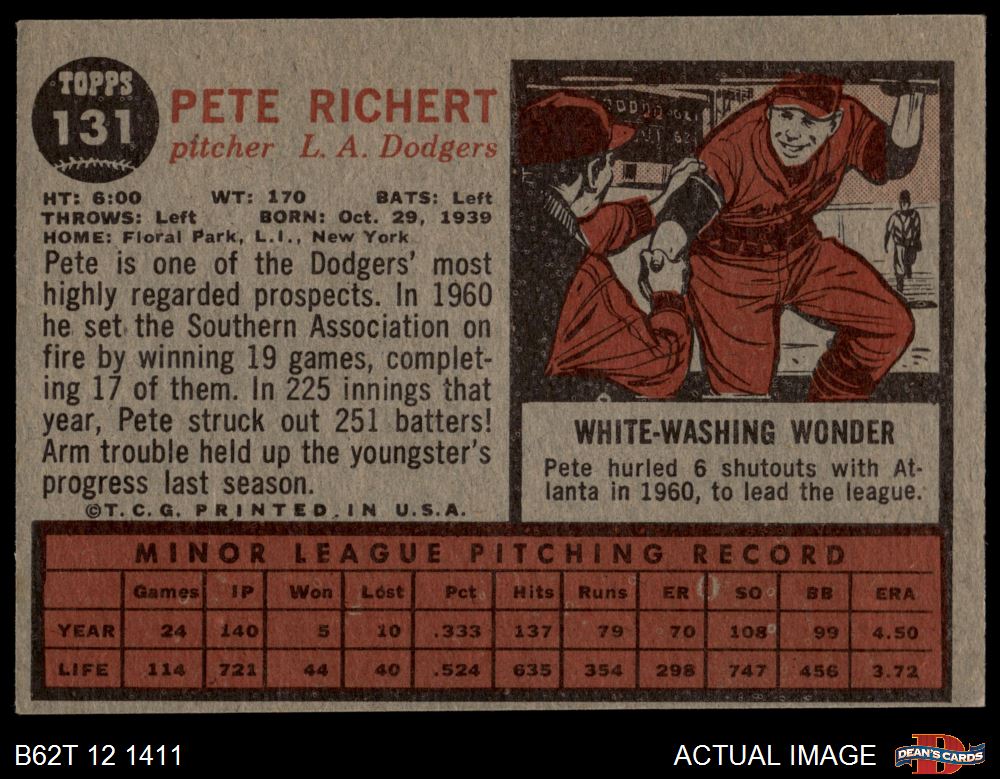 TOPPS
131
PETE RICHERT
pitcher L. A. Dodgers
HT: 6:00 WT: 170 BATS: Left
THROWS: Left BORN: Oct. 29, 1939
HOME: Floral Park, L.I., New York
Pete is one of the Dodgers' most
highly regarded prospects. In 1960
he set the Southern Association on
fire by winning 19 games, complet-
ing 17 of them. In 225 innings that
year, Pete struck out 251 batters!
Arm trouble held up the youngster's
progress last season.
©T.C.G. PRINTED IN U.S.A.
WHITE-WASHING WONDER
Pete hurled 6 shutouts with At-
lanta in 1960, to lead the league.
MINOR LEAGUE PITCHING RECORD
Games IP Won Lost Pct Hits Runs ER SO BB ERA
YEAR 24 140 5 10 .333 137 79 70 108 99 4.50
LIFE 114 721 44 40 .524 635 354 298 747 456 3.72
B62T 12 1411
ACTUAL IMAGE
DEAN'S CARDS